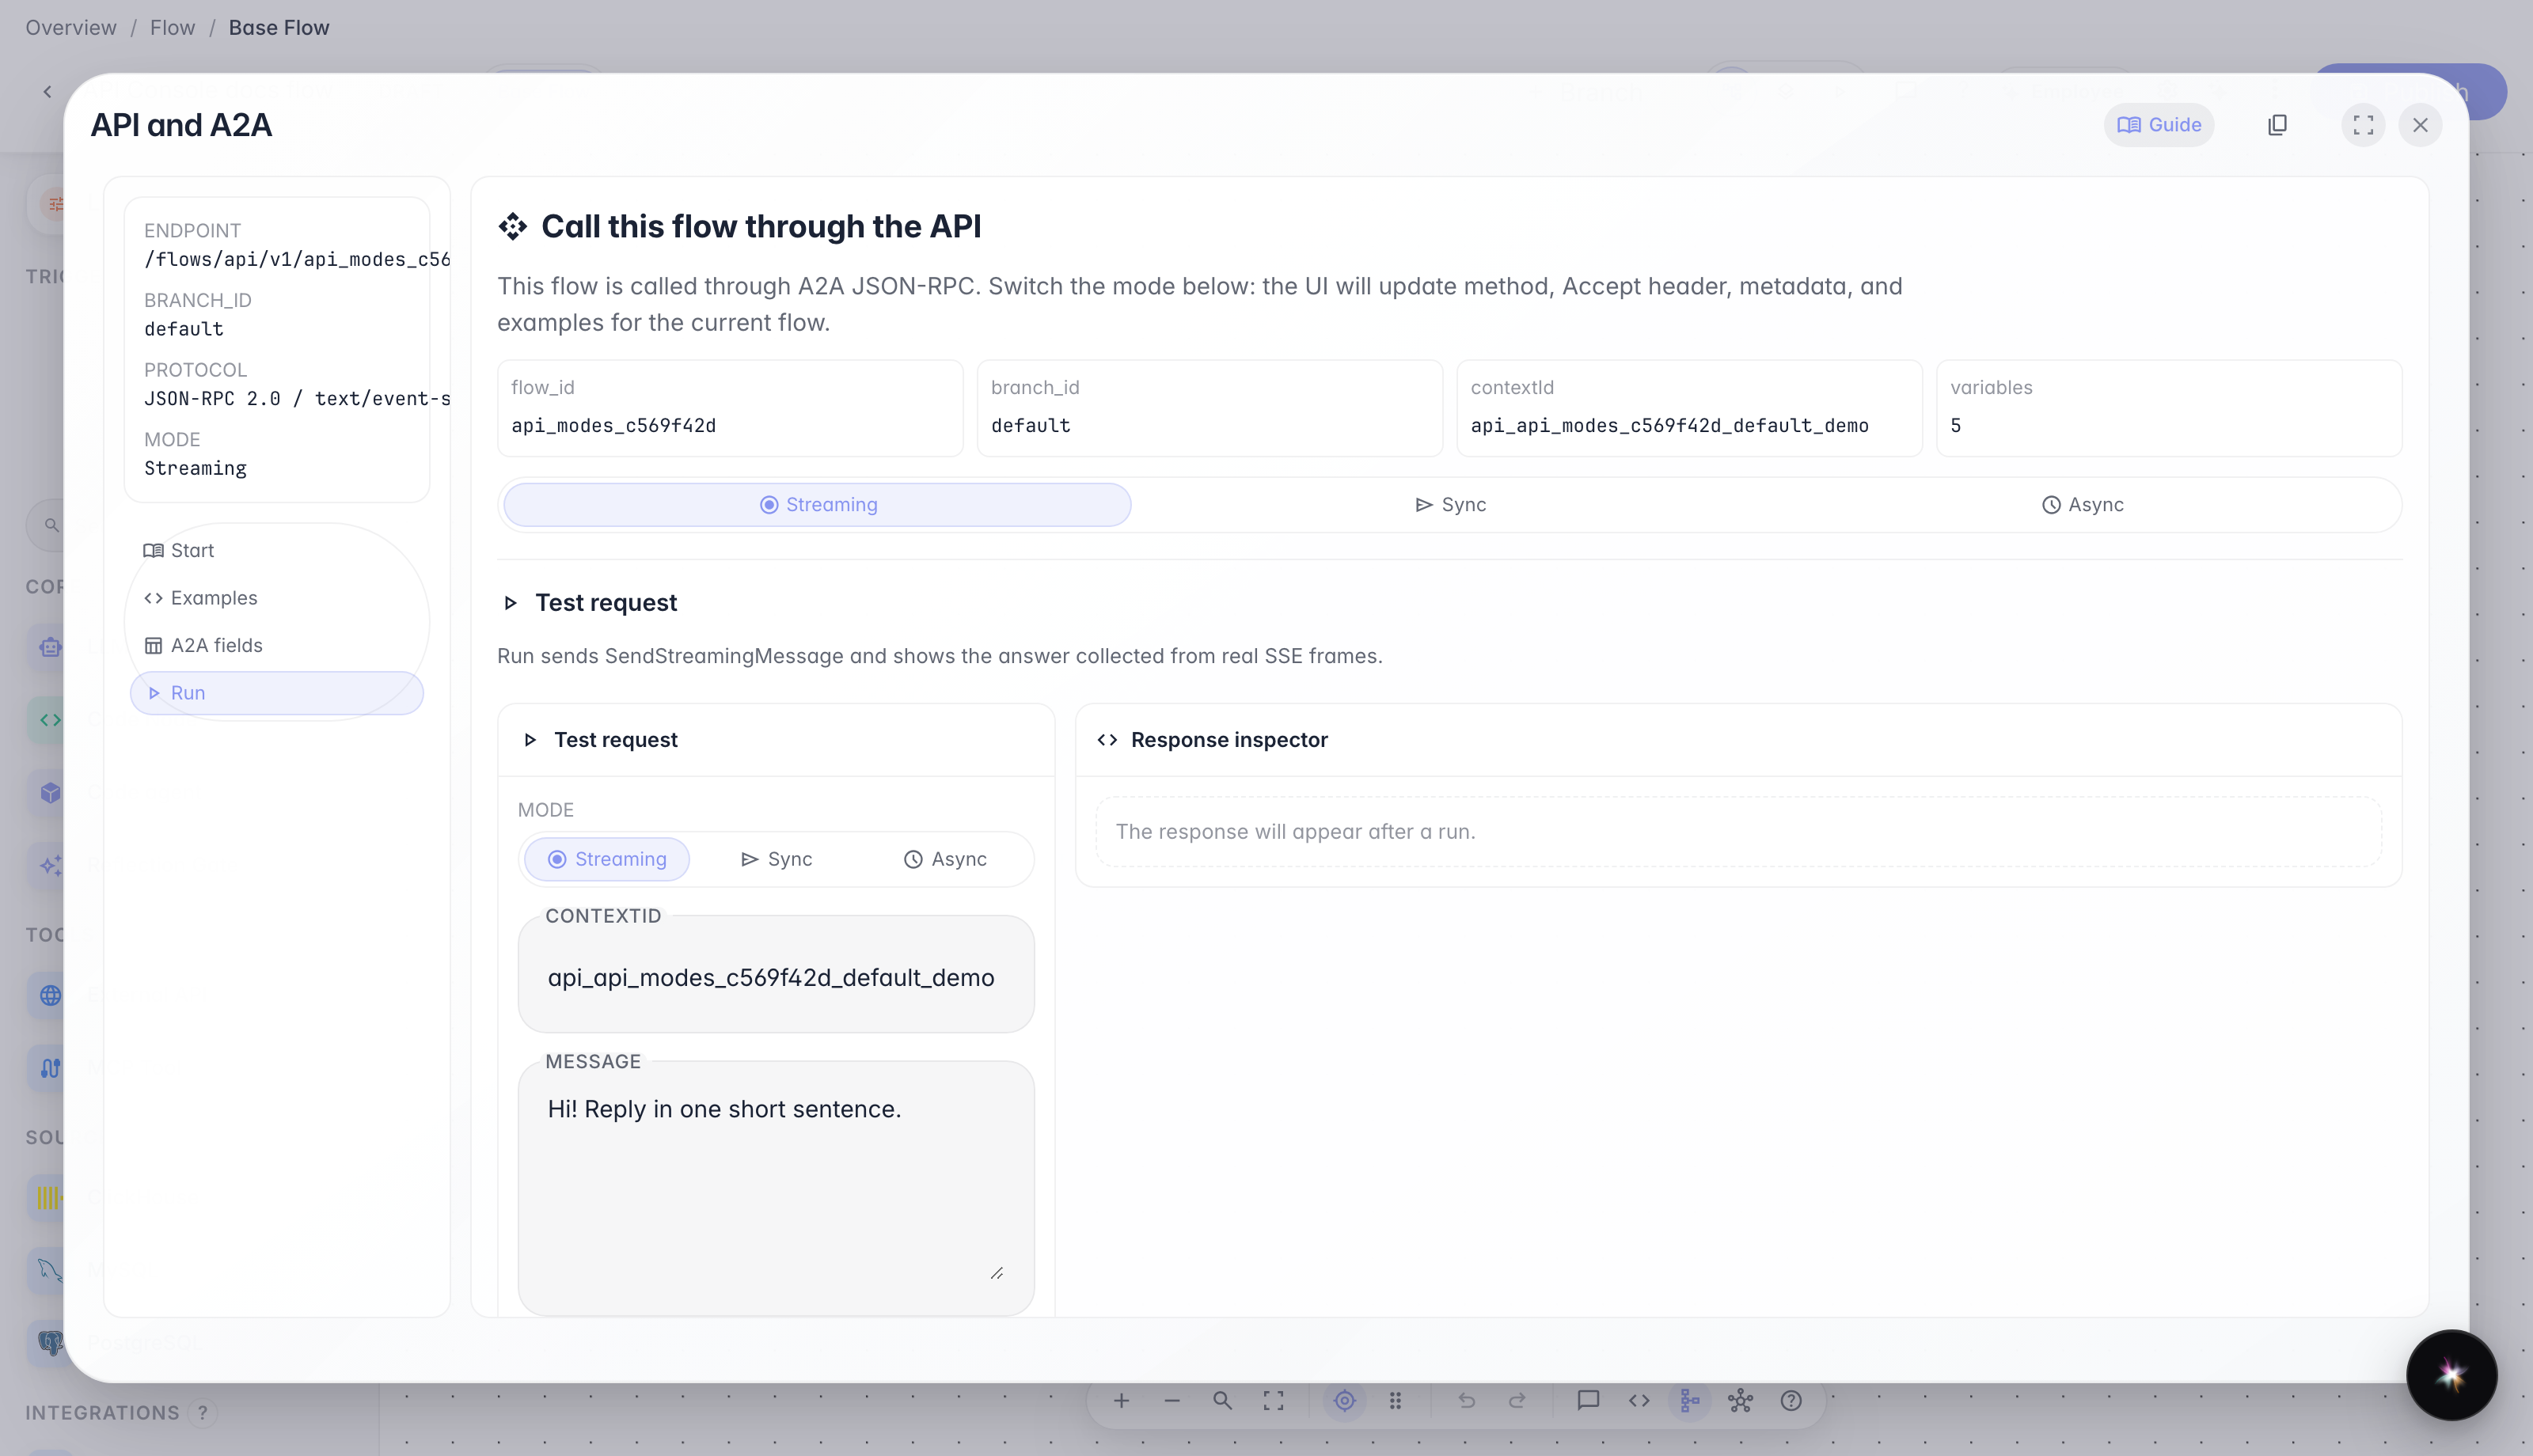 Overview / Flow / Base Flow
API and A2A
Guide
ENDPOINT
/flows/api/v1/api_modes_c56
BRANCH_ID
default
PROTOCOL
JSON-RPC 2.0 / text/event-s
MODE
Streaming
Start
Examples
A2A fields
Run
Call this flow through the API
This flow is called through A2A JSON-RPC. Switch the mode below: the UI will update method, Accept header, metadata, and
examples for the current flow.
flow_id
api_modes_c569f42d
branch_id
default
contextId
api_api_modes_c569f42d_default_demo
variables
5
Streaming
Sync
Async
Test request
Run sends SendStreamingMessage and shows the answer collected from real SSE frames.
Test request
MODE
Streaming
Sync
Async
CONTEXTID
api_api_modes_c569f42d_default_demo
MESSAGE
Hi! Reply in one short sentence.
Response inspector
The response will appear after a run.
TRI
COR
TOO
SOU
PostgreSQL
INTEGRATIONS ?